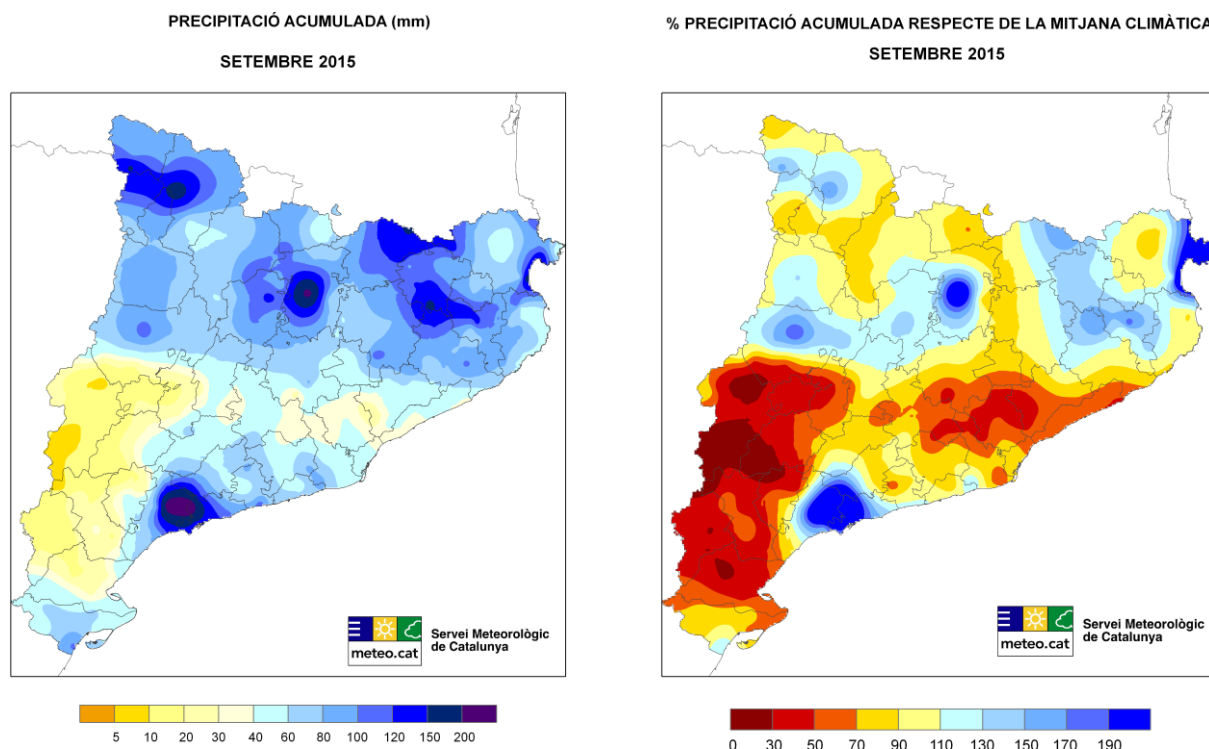 PRECIPITACIÓ ACUMULADA (mm)
SETEMBRE 2015
5 10 20 30 40 60 80 100 120 150 200
meteo.cat
Servei Meteorològic
de Catalunya
% PRECIPITACIÓ ACUMULADA RESPECTE DE LA MITJANA CLIMÀTICA
SETEMBRE 2015
meteo.cat
Servei Meteorològic
de Catalunya
0 30 50 70 90 110 130 150 170 190